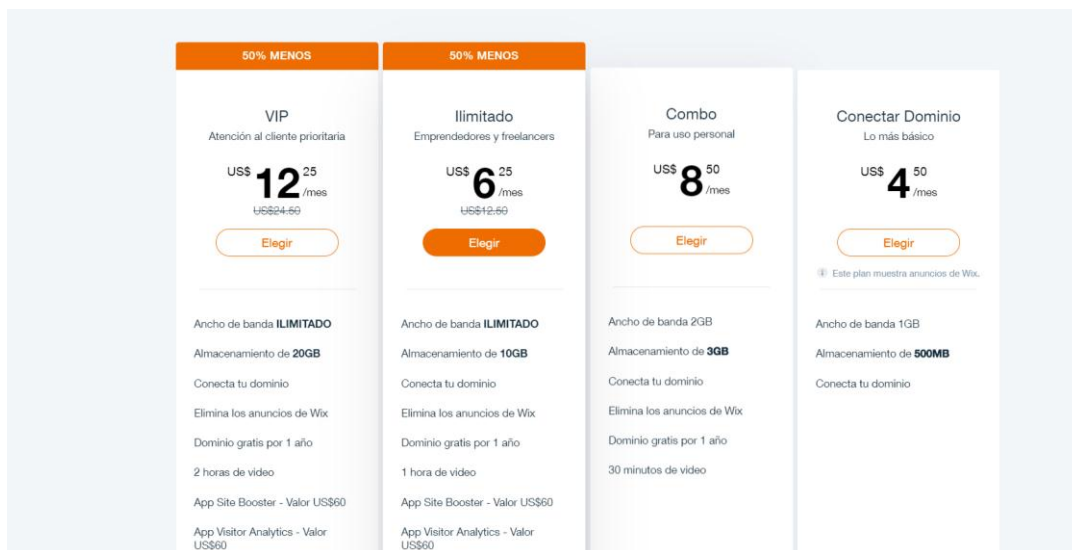 50% MENOS
VIP
Atención al cliente prioritaria
US$ 12 25 /mes
US$24.50
Elegir
Ancho de banda ILIMITADO
Almacenamiento de 20GB
Conecta tu dominio
Elimina los anuncios de Wix
Dominio gratis por 1 año
2 horas de video
App Site Booster - Valor US$60
App Visitor Analytics - Valor
US$60
50% MENOS
Ilimitado
Emprendedores y freelancers
US$ 6 25 /mes
US$12.50
Elegir
Ancho de banda ILIMITADO
Almacenamiento de 10GB
Conecta tu dominio
Elimina los anuncios de Wix
Dominio gratis por 1 año
1 hora de video
App Site Booster - Valor US$60
App Visitor Analytics - Valor
US$60
Combo
Para uso personal
US$ 8 50 /mes
Elegir
Ancho de banda 2GB
Almacenamiento de 3GB
Conecta tu dominio
Elimina los anuncios de Wix
Dominio gratis por 1 año
30 minutos de video
Conectar Dominio
Lo más básico
US$ 4 50 /mes
Elegir
Este plan muestra anuncios de Wix.
Ancho de banda 1GB
Almacenamiento de 500MB
Conecta tu dominio